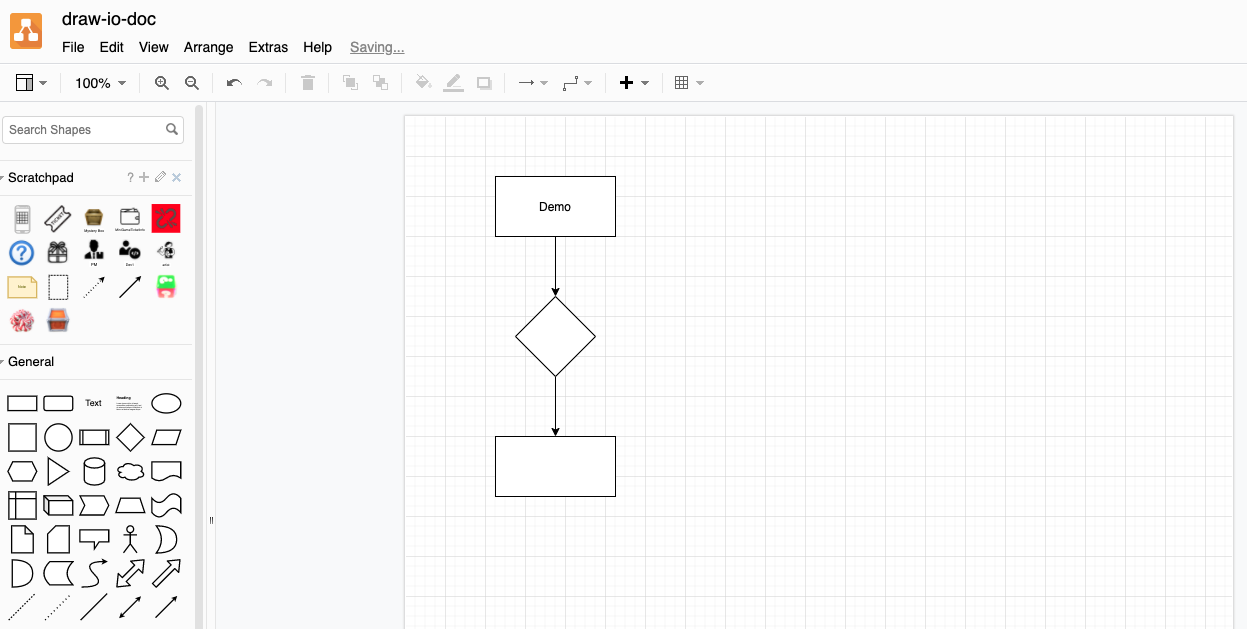 draw-io-doc
File Edit View Arrange Extras Help Saving...
100%
Search Shapes
Scratchpad
?
TICKET
Mystery Box
PM
Note
General
Text
Heading
Demo